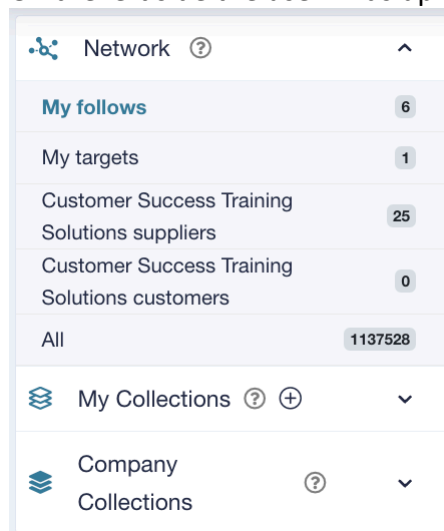 Network ?
My follows 6
My targets 1
Customer Success Training
Solutions suppliers 25
Customer Success Training
Solutions customers 0
All 1137528
My Collections ? +
Company
Collections ?